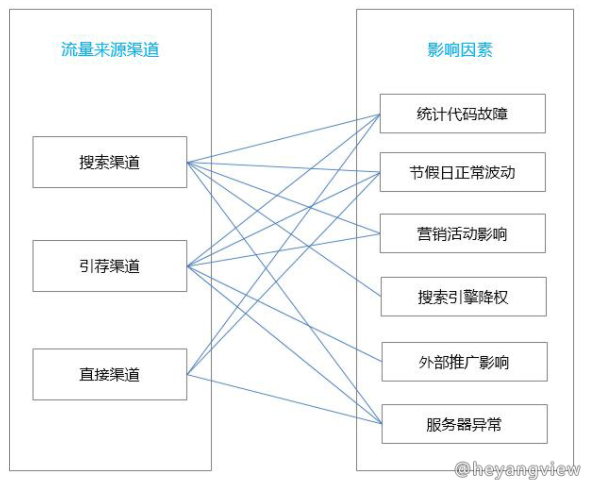 流量来源渠道
影响因素
搜索渠道
引荐渠道
直接渠道
统计代码故障
节假日正常波动
营销活动影响
搜索引擎降权
外部推广影响
服务器异常
@heyangview